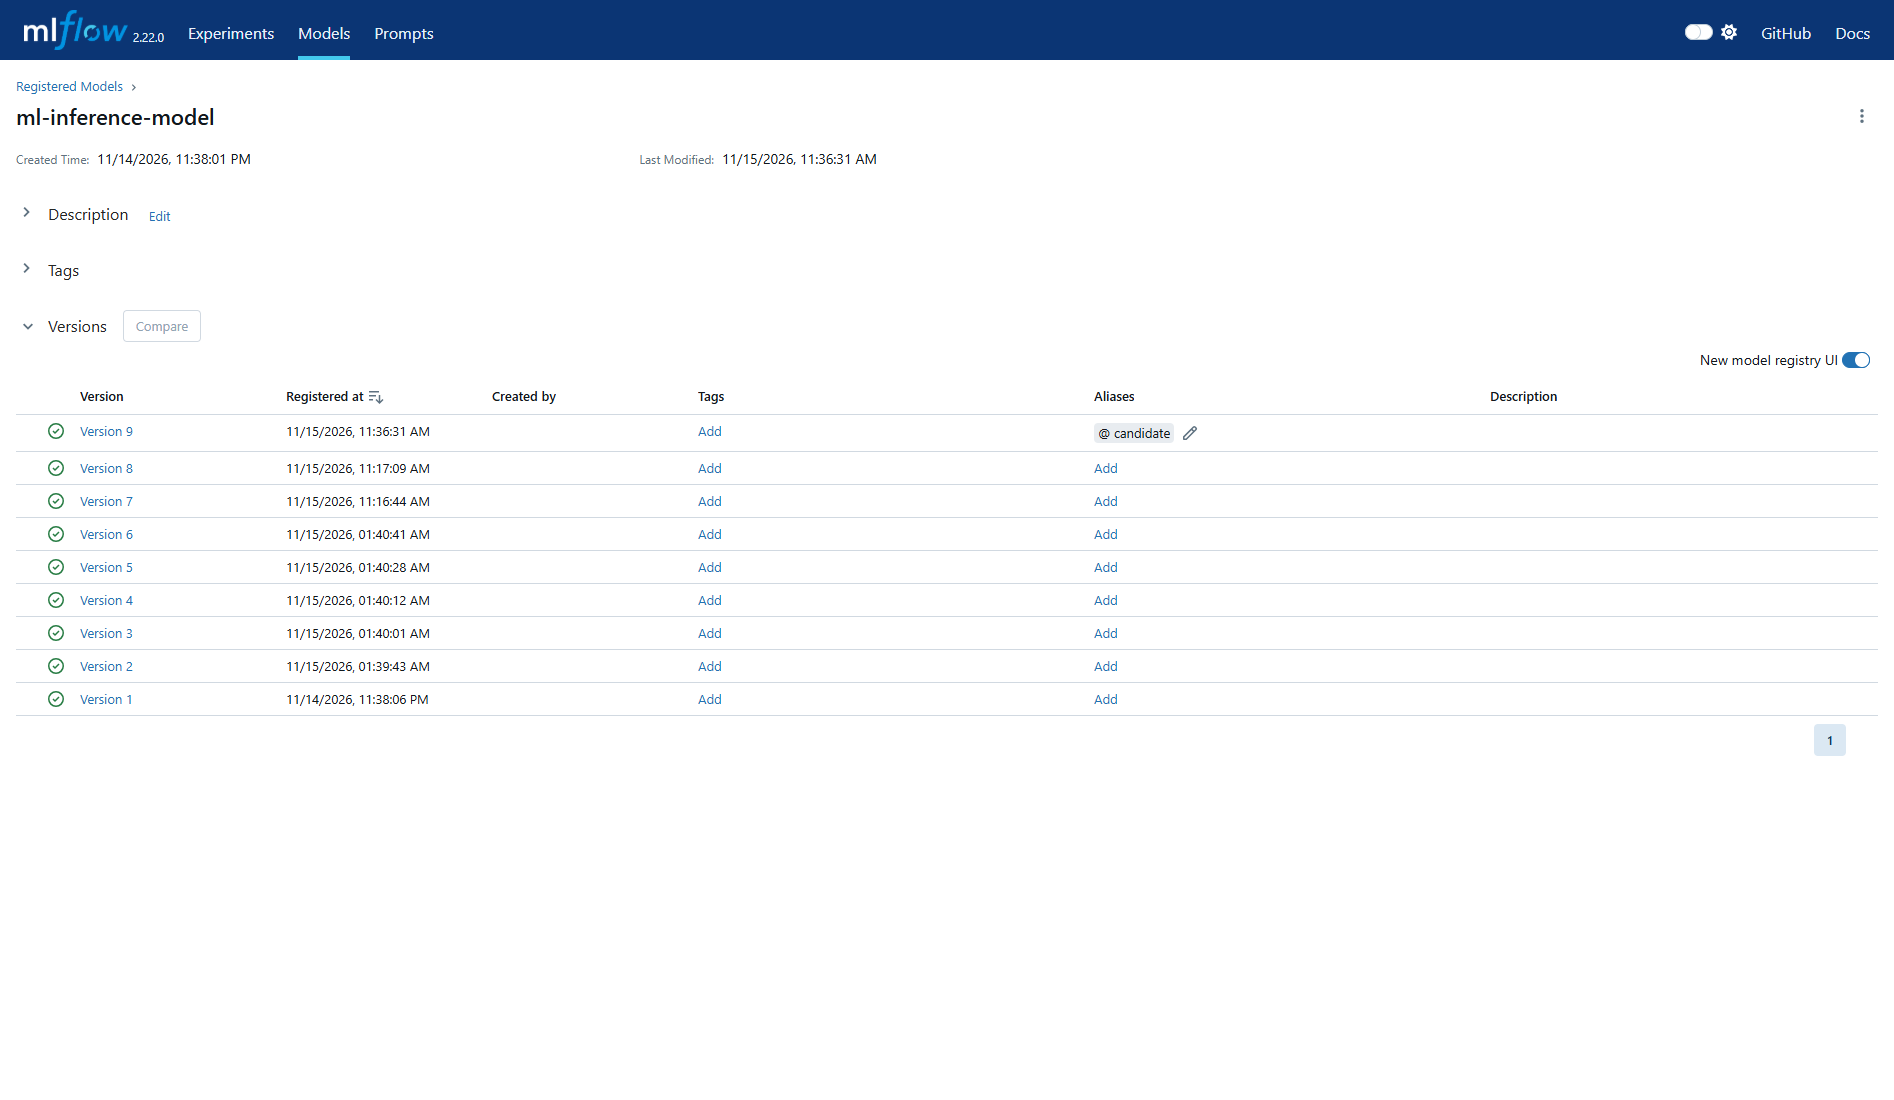 mlflow 2.22.0 Experiments Models Prompts GitHub Docs
Registered Models ›
ml-inference-model
Created Time: 11/14/2026, 11:38:01 PM Last Modified: 11/15/2026, 11:36:31 AM
Description Edit
Tags
Versions Compare
New model registry UI
Version Registered at Created by Tags Aliases Description
Version 9 11/15/2026, 11:36:31 AM Add @ candidate
Version 8 11/15/2026, 11:17:09 AM Add Add
Version 7 11/15/2026, 11:16:44 AM Add Add
Version 6 11/15/2026, 01:40:41 AM Add Add
Version 5 11/15/2026, 01:40:28 AM Add Add
Version 4 11/15/2026, 01:40:12 AM Add Add
Version 3 11/15/2026, 01:40:01 AM Add Add
Version 2 11/15/2026, 01:39:43 AM Add Add
Version 1 11/14/2026, 11:38:06 PM Add Add
1